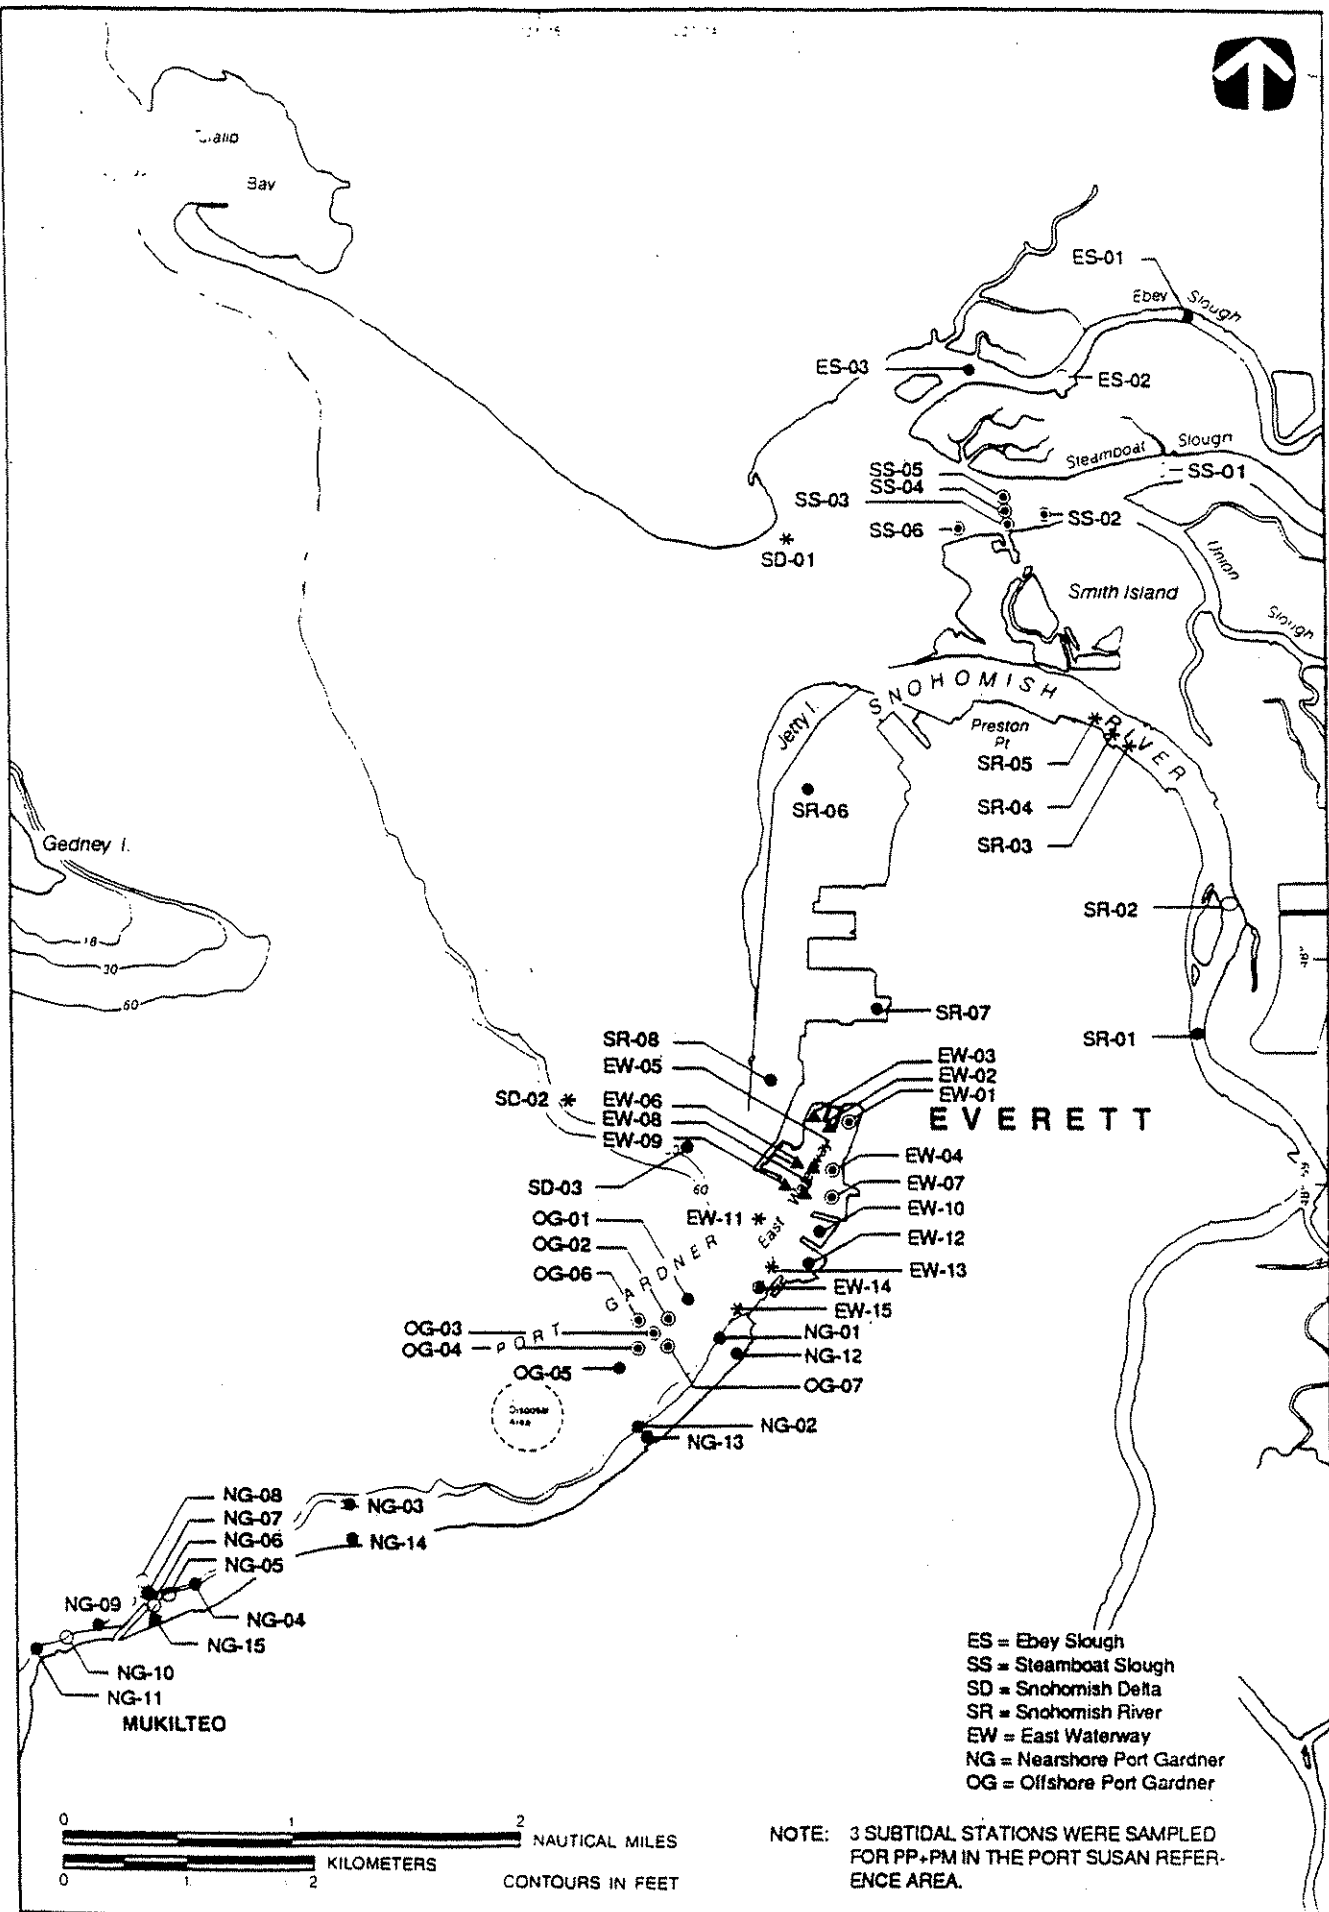 Bay
ES-01
Ebey Slough
ES-03
ES-02
Steamboat Slough
SS-05
SS-04
SS-01
SS-03
SS-02
SS-06
SD-01
Union
Slough
Smith Island
SNOHOMISH
RIVER
Jetty I.
Preston
Pt
SR-05
SR-06
SR-04
SR-03
Gedney I.
SR-02
18
30
60
SR-07
SR-08
SR-01
EW-03
EW-05
EW-02
EW-01
SD-02
EW-06
EW-08
EVERETT
EW-09
EW-04
SD-03
60
EW-07
East Waterway
EW-11
EW-10
OG-01
OG-02
EW-12
OG-06
EW-13
PORT GARDNER
EW-14
EW-15
OG-03
NG-01
OG-04
NG-12
OG-05
OG-07
Disposal
Area
NG-02
NG-13
NG-08
NG-03
NG-07
NG-06
NG-14
NG-05
NG-09
NG-04
NG-15
NG-10
NG-11
MUKILTEO
ES = Ebey Slough
SS = Steamboat Slough
SD = Snohomish Delta
SR = Snohomish River
EW = East Waterway
NG = Nearshore Port Gardner
OG = Offshore Port Gardner
0 1 2
NAUTICAL MILES
KILOMETERS
0 1 2
CONTOURS IN FEET
NOTE: 3 SUBTIDAL STATIONS WERE SAMPLED
FOR PP+PM IN THE PORT SUSAN REFER-
ENCE AREA.